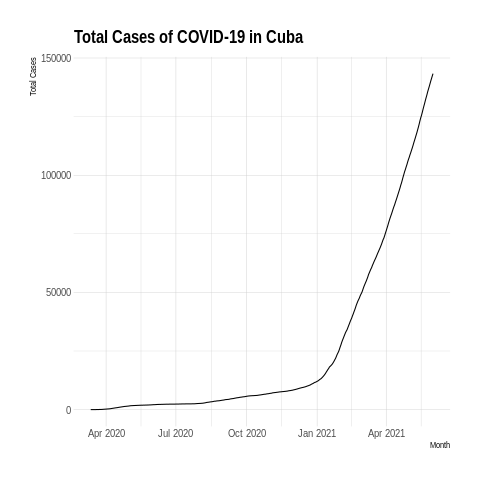 Total Cases of COVID-19 in Cuba
Total Cases
150000
100000
50000
0
Apr 2020 Jul 2020 Oct 2020 Jan 2021 Apr 2021
Month